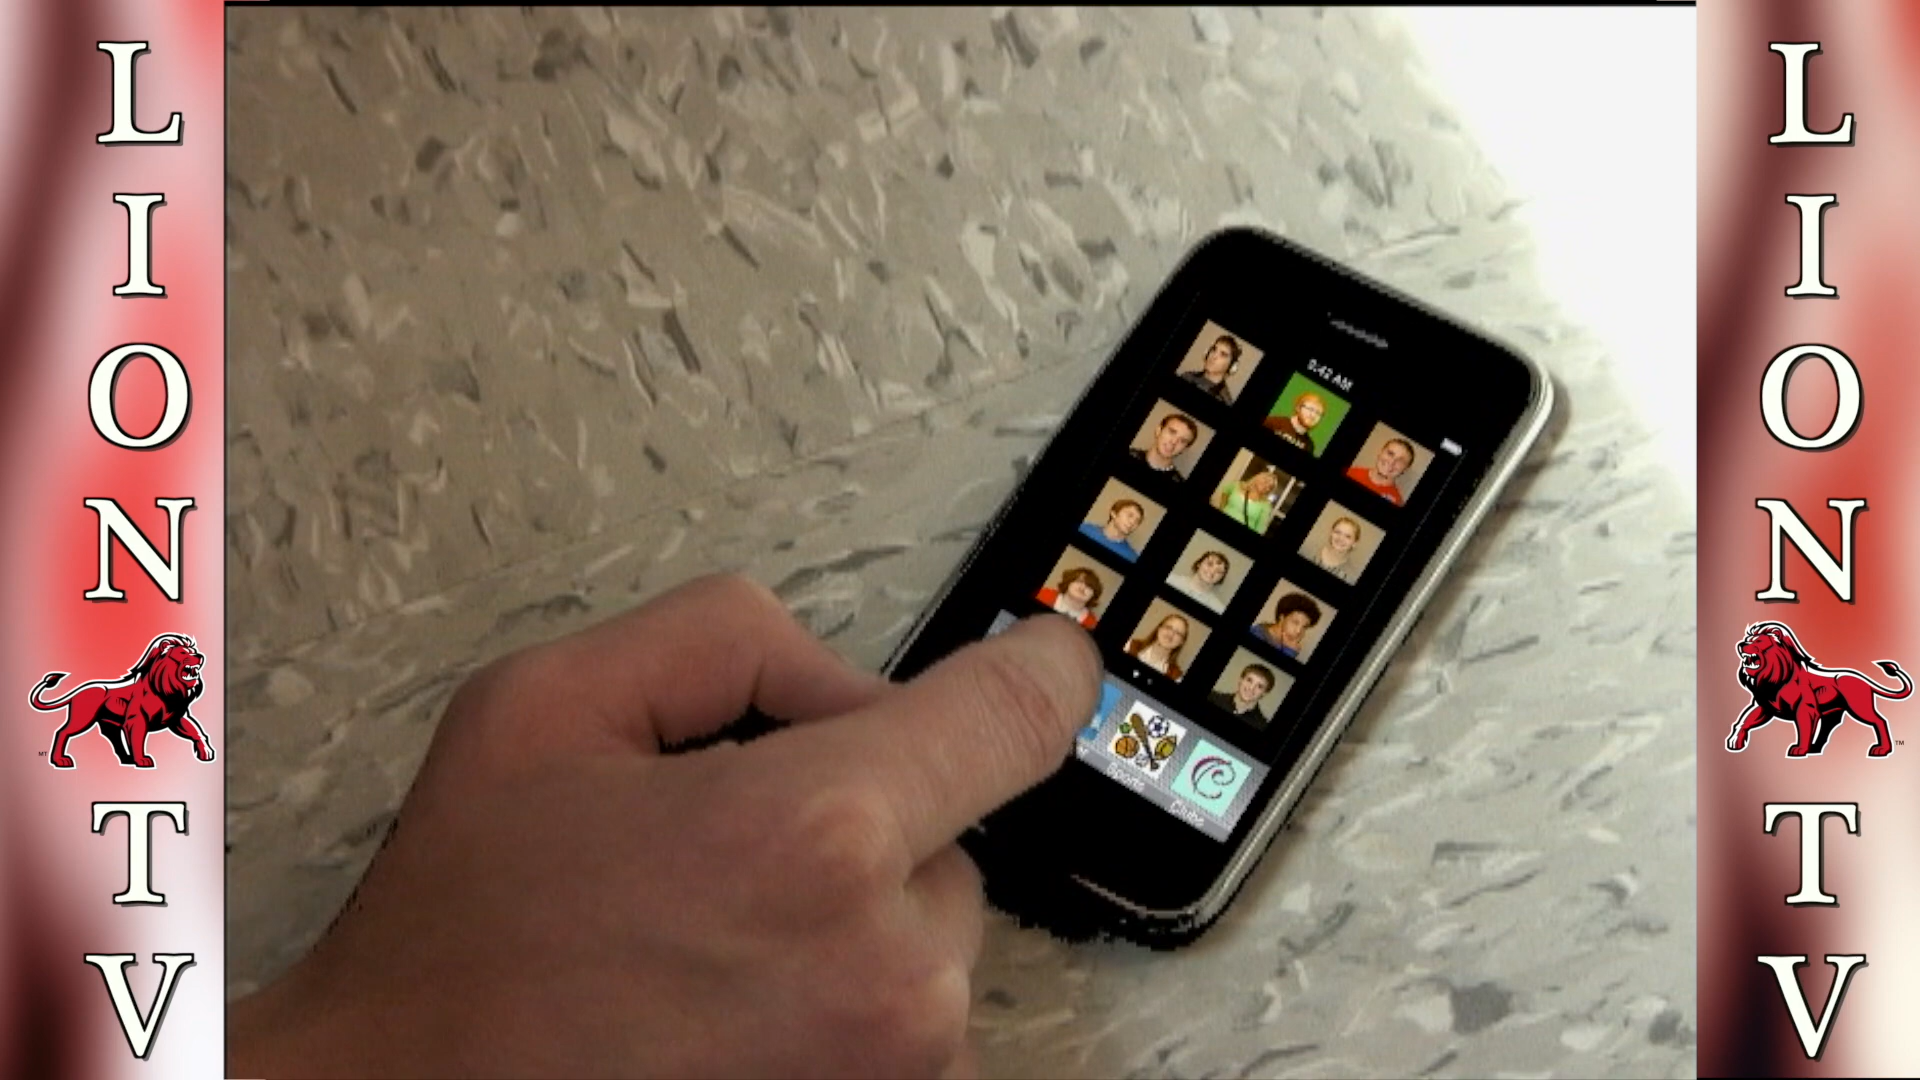 LION
TV
9:42 AM
Sports
Clubs
LION
TV